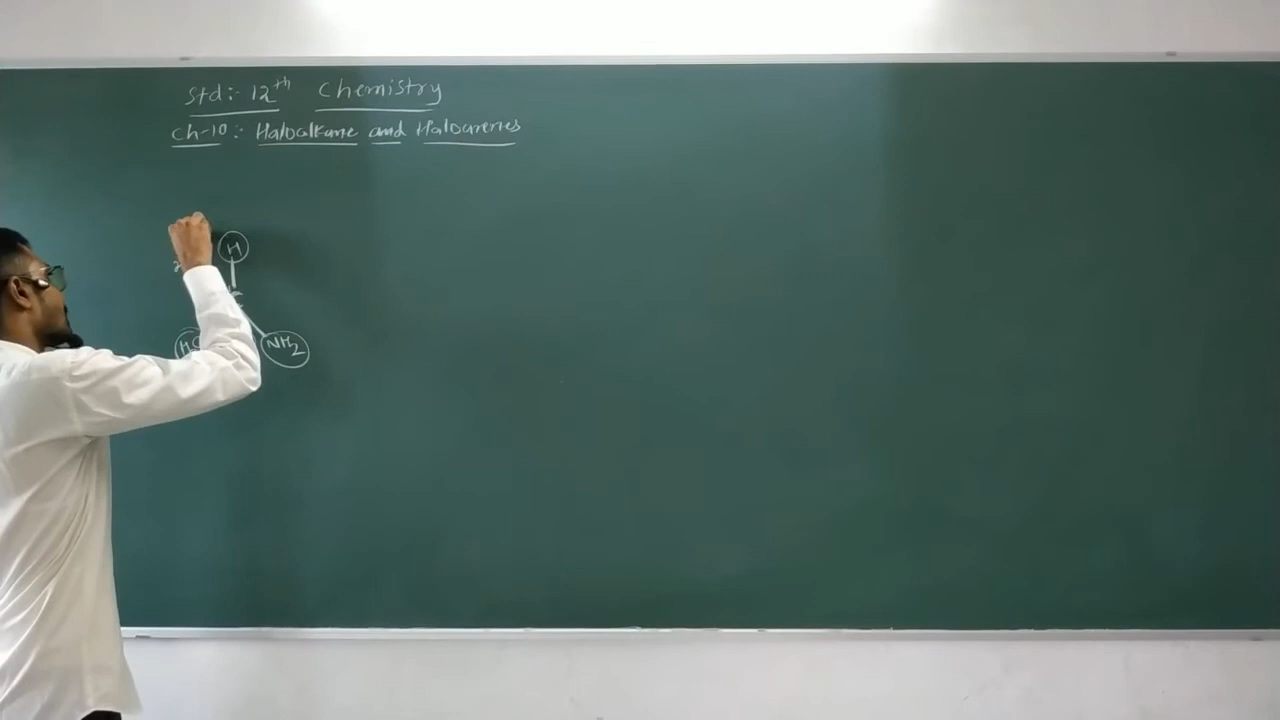 Std:- 12th Chemistry
Ch-10:- Haloalkane and Haloarenes
H
C
H NH2